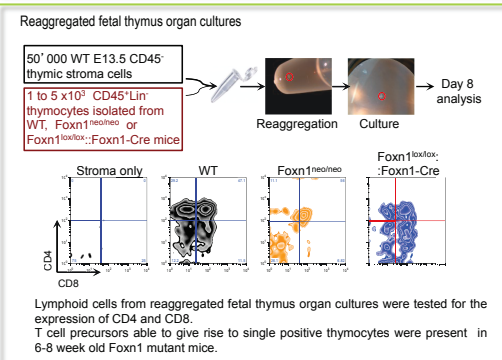 Reaggregated fetal thymus organ cultures
50’000 WT E13.5 CD45-
thymic stroma cells
1 to 5 x10³ CD45⁺Lin-
thymocytes isolated from
WT, Foxn1neo/neo or
Foxn1lox/lox::Foxn1-Cre mice
Reaggregation
Culture
Day 8
analysis
Stroma only
WT
Foxn1neo/neo
Foxn1lox/lox:
:Foxn1-Cre
CD4
CD8
Lymphoid cells from reaggregated fetal thymus organ cultures were tested for the
expression of CD4 and CD8.
T cell precursors able to give rise to single positive thymocytes were present in
6-8 week old Foxn1 mutant mice.